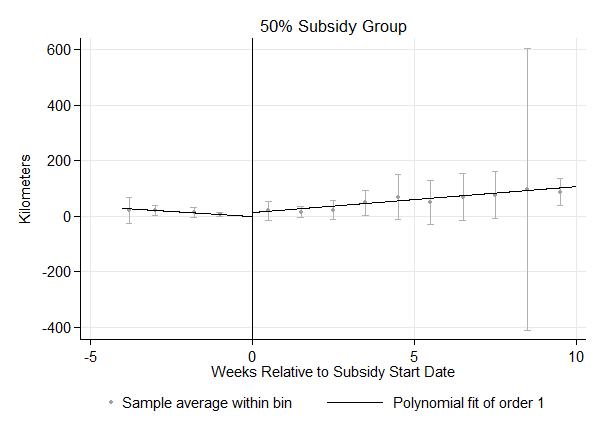 50% Subsidy Group
Kilometers
600
400
200
0
-200
-400
-5
0
5
10
Weeks Relative to Subsidy Start Date
Sample average within bin
Polynomial fit of order 1